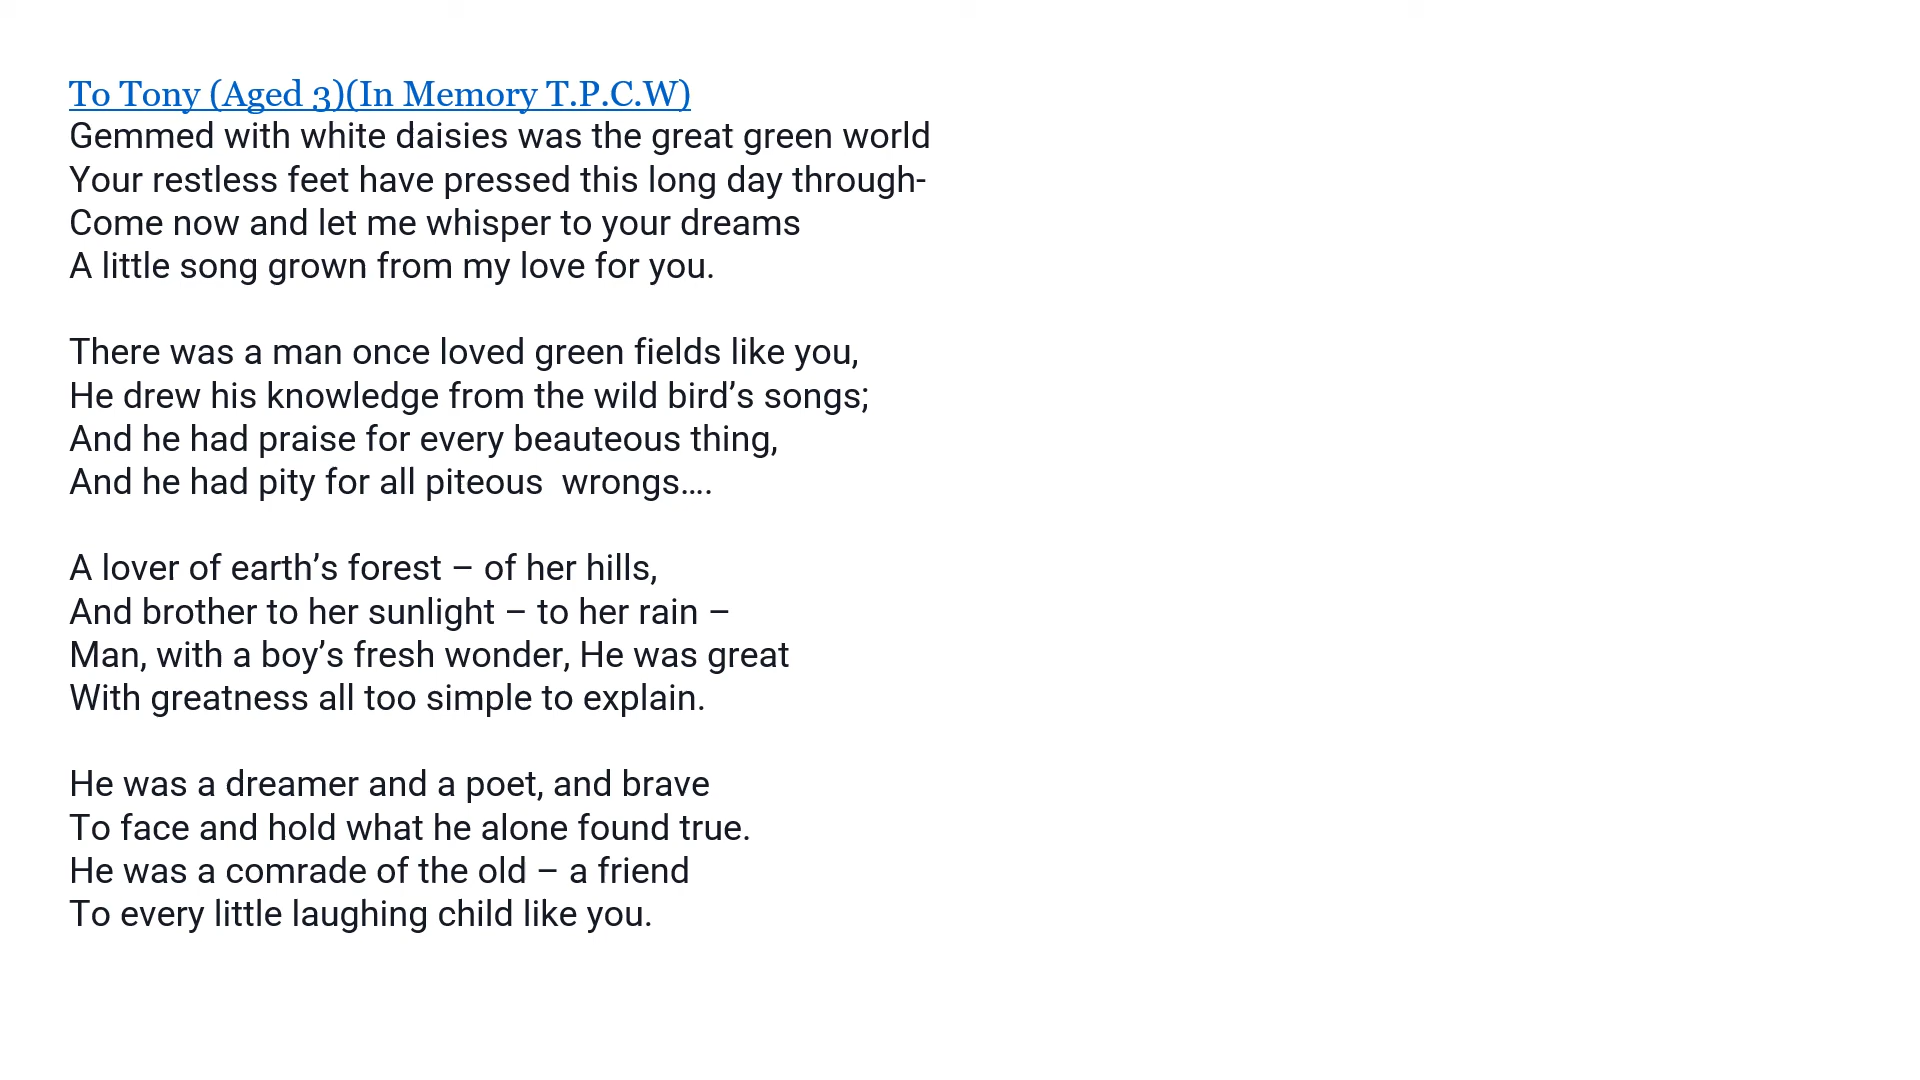 To Tony (Aged 3)(In Memory T.P.C.W)
Gemmed with white daisies was the great green world
Your restless feet have pressed this long day through-
Come now and let me whisper to your dreams
A little song grown from my love for you.
There was a man once loved green fields like you,
He drew his knowledge from the wild bird’s songs;
And he had praise for every beauteous thing,
And he had pity for all piteous  wrongs….
A lover of earth’s forest – of her hills,
And brother to her sunlight – to her rain –
Man, with a boy’s fresh wonder, He was great
With greatness all too simple to explain.
He was a dreamer and a poet, and brave
To face and hold what he alone found true.
He was a comrade of the old – a friend
To every little laughing child like you.